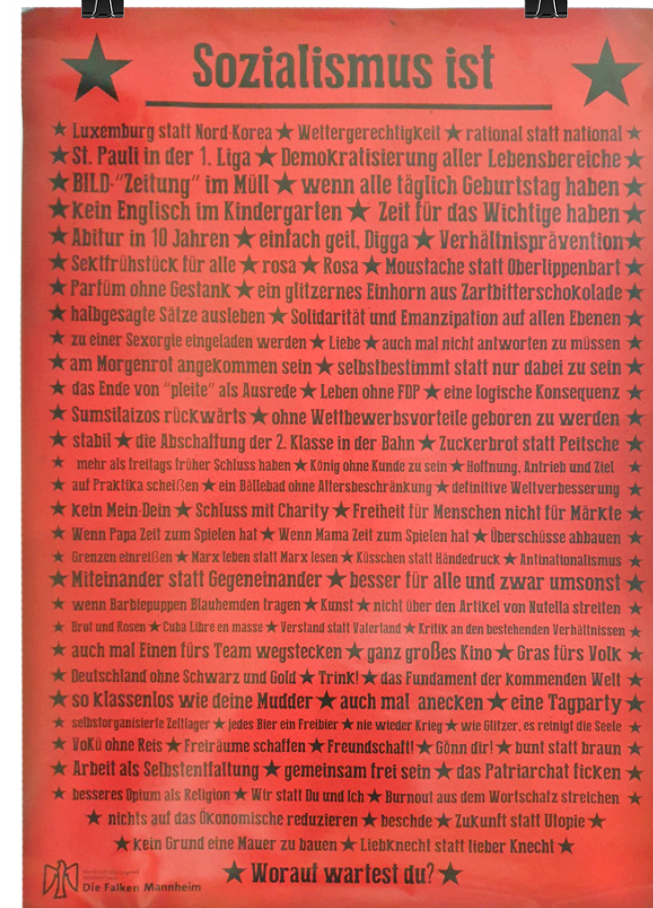 Sozialismus ist
★ Luxemburg statt Nord-Korea ★ Wettergerechtigkeit ★ rational statt national ★
★ St. Pauli in der 1. Liga ★ Demokratisierung aller Lebensbereiche ★
★ BILD-"Zeitung" im Müll ★ wenn alle täglich Geburtstag haben ★
★ kein Englisch im Kindergarten ★ Zeit für das Wichtige haben ★
★ Abitur in 10 Jahren ★ einfach geil, Digga ★ Verhältnisprävention ★
★ Sektfrühstück für alle ★ rosa ★ Rosa ★ Moustache statt Oberlippenbart ★
★ Parfüm ohne Gestank ★ ein glitzernes Einhorn aus Zartbitterschokolade ★
★ halbgesagte Sätze ausleben ★ Solidarität und Emanzipation auf allen Ebenen ★
★ zu einer Sexorgie eingeladen werden ★ Liebe ★ auch mal nicht antworten zu müssen ★
★ am Morgenrot angekommen sein ★ selbstbestimmt statt nur dabei zu sein ★
★ das Ende von "pleite" als Ausrede ★ Leben ohne FDP ★ eine logische Konsequenz ★
★ Sumsilaizos rückwärts ★ ohne Wettbewerbsvorteile geboren zu werden ★
★ stabil ★ die Abschaffung der 2. Klasse in der Bahn ★ Zuckerbrot statt Peitsche ★
★ mehr als freitags früher Schluss haben ★ König ohne Kunde zu sein ★ Hoffnung, Antrieb und Ziel ★
★ auf Praktika scheißen ★ ein Bällebad ohne Altersbeschränkung ★ definitive Weltverbesserung ★
★ kein Mein-Dein ★ Schluss mit Charity ★ Freiheit für Menschen nicht für Märkte ★
★ Wenn Papa Zeit zum Spielen hat ★ Wenn Mama Zeit zum Spielen hat ★ Überschüsse abbauen ★
★ Grenzen einreißen ★ Marx leben statt Marx lesen ★ Küsschen statt Händedruck ★ Antinationalismus ★
★ Miteinander statt Gegeneinander ★ besser für alle und zwar umsonst ★
★ wenn Barbiepuppen Blauhemden tragen ★ Kunst ★ nicht über den Artikel von Nutella streiten ★
★ Brot und Rosen ★ Cuba Libre en masse ★ Verstand statt Vaterland ★ Kritik an den bestehenden Verhältnissen ★
★ auch mal Einen fürs Team wegstecken ★ ganz großes Kino ★ Gras fürs Volk ★
★ Deutschland ohne Schwarz und Gold ★ Trink! ★ das Fundament der kommenden Welt ★
★ so klassenlos wie deine Mudder ★ auch mal anecken ★ eine Tagparty ★
★ selbstorganisierte Zeltlager ★ jedes Bier ein Freibier ★ nie wieder Krieg ★ wie Glitzer, es reinigt die Seele ★
★ VoKü ohne Reis ★ Freiräume schaffen ★ Freundschaft! ★ Gönn dir! ★ bunt statt braun ★
★ Arbeit als Selbstentfaltung ★ gemeinsam frei sein ★ das Patriarchat ficken ★
★ besseres Opium als Religion ★ Wir statt Du und Ich ★ Burnout aus dem Wortschatz streichen ★
★ nichts auf das Ökonomische reduzieren ★ beschde ★ Zukunft statt Utopie ★
★ kein Grund eine Mauer zu bauen ★ Liebknecht statt lieber Knecht ★
★ Worauf wartest du? ★
Die Falken Mannheim